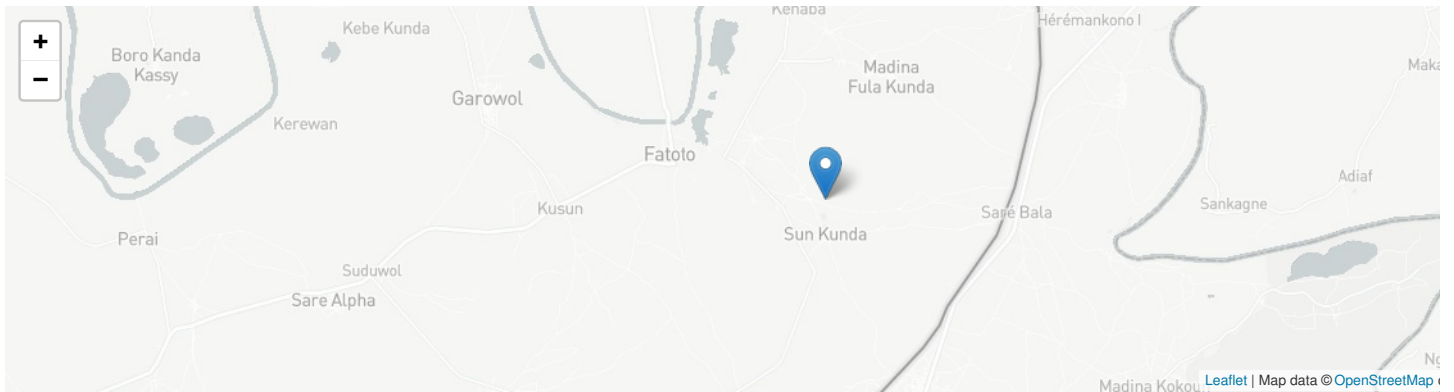 +
−
Kenaba
Hérémankono I
Kebe Kunda
Boro Kanda
Kassy
Madina
Fula Kunda
Garowol
Kerewan
Fatoto
Adiaf
Sankagne
Kusun
Saré Bala
Sun Kunda
Perai
Suduwol
Sare Alpha
Leaflet | Map data © OpenStreetMap